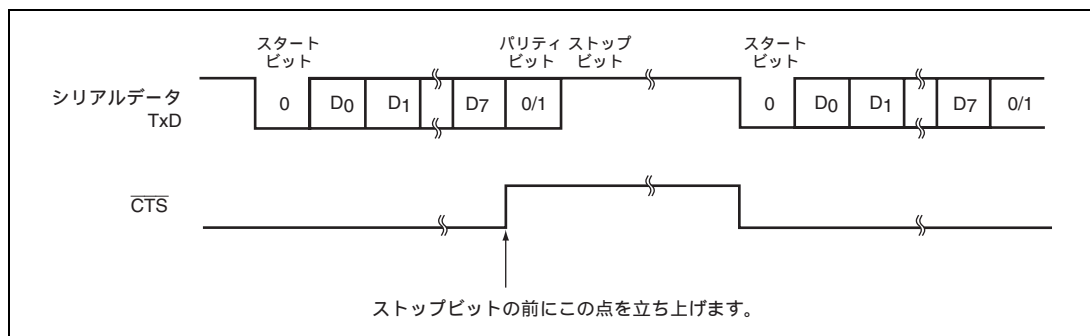 スタート
ビット
パリティ
ビット
ストップ
ビット
スタート
ビット
シリアルデータ
TxD
0 D0 D1 D7 0/1 0 D0 D1 D7 0/1
CTS
ストップビットの前にこの点を立ち上げます。